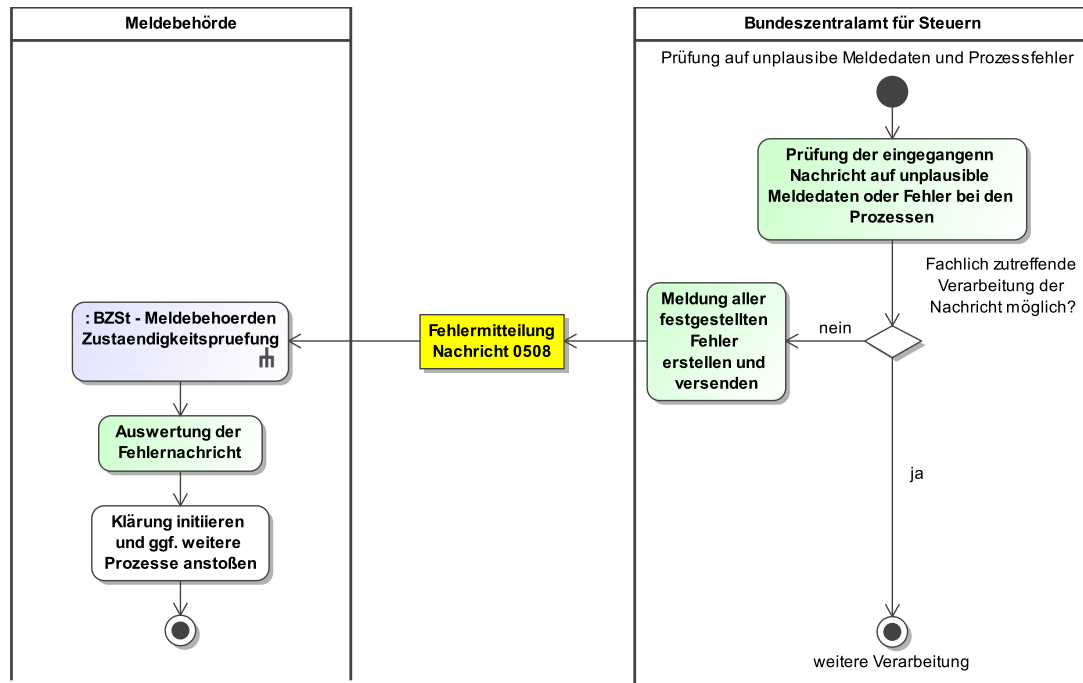 Meldebehörde
Bundeszentralamt für Steuern
Prüfung auf unplausibe Meldedaten und Prozessfehler
Prüfung der eingegangenn
Nachricht auf unplausible
Meldedaten oder Fehler bei den
Prozessen
Fachlich zutreffende
Verarbeitung der
Nachricht möglich?
nein
Meldung aller
festgestellten
Fehler
erstellen und
versenden
Fehlermitteilung
Nachricht 0508
: BZSt - Meldebehoerden
Zustaendigkeitspruefung
Auswertung der
Fehlernachricht
Klärung initiieren
und ggf. weitere
Prozesse anstoßen
ja
weitere Verarbeitung